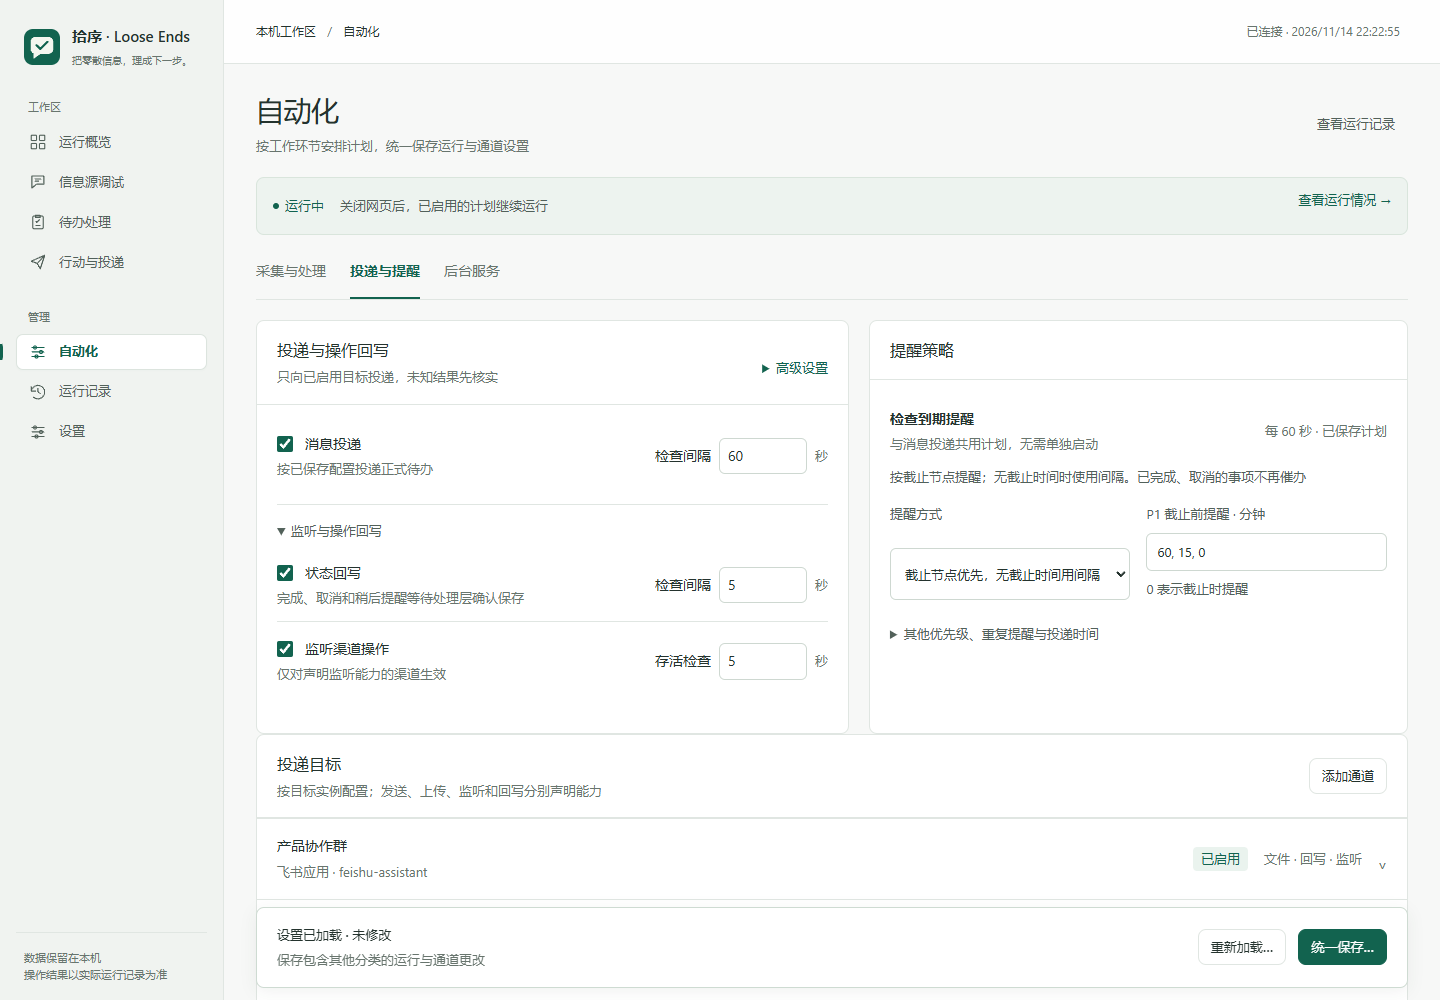 拾序 · Loose Ends
把零散信息，理成下一步。
工作区
运行概览
信息源调试
待办处理
行动与投递
管理
自动化
运行记录
设置
数据保留在本机
操作结果以实际运行记录为准
本机工作区 / 自动化
已连接 · 2026/11/14 22:22:55
自动化
按工作环节安排计划，统一保存运行与通道设置
查看运行记录
运行中 关闭网页后，已启用的计划继续运行
查看运行情况 →
采集与处理 投递与提醒 后台服务
投递与操作回写
只向已启用目标投递，未知结果先核实
▶ 高级设置
消息投递
按已保存配置投递正式待办
检查间隔 60 秒
▼ 监听与操作回写
状态回写
完成、取消和稍后提醒等待处理层确认保存
检查间隔 5 秒
监听渠道操作
仅对声明监听能力的渠道生效
存活检查 5 秒
提醒策略
检查到期提醒
与消息投递共用计划，无需单独启动
每 60 秒 · 已保存计划
按截止节点提醒；无截止时间时使用间隔。已完成、取消的事项不再催办
提醒方式
截止节点优先，无截止时间用间隔
P1 截止前提醒 · 分钟
60, 15, 0
0 表示截止时提醒
▶ 其他优先级、重复提醒与投递时间
投递目标
按目标实例配置；发送、上传、监听和回写分别声明能力
添加通道
产品协作群
飞书应用 · feishu-assistant
已启用 文件 · 回写 · 监听 v
设置已加载 · 未修改
保存包含其他分类的运行与通道更改
重新加载... 统一保存...